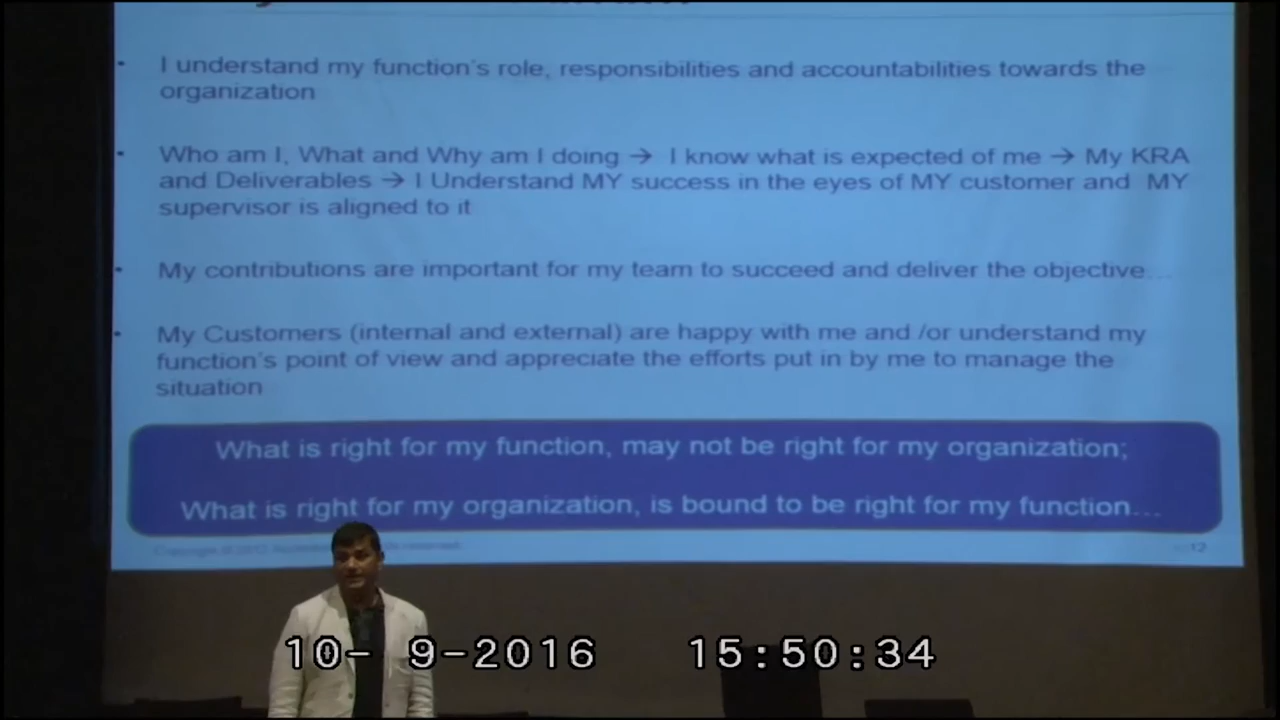 • I understand my function's role, responsibilities and accountabilities towards the
organization
• Who am I, What and Why am I doing → I know what is expected of me → My KRA
and Deliverables → I Understand MY success in the eyes of MY customer and MY
supervisor is aligned to it
• My contributions are important for my team to succeed and deliver the objective...
• My Customers (internal and external) are happy with me and /or understand my
function's point of view and appreciate the efforts put in by me to manage the
situation
What is right for my function, may not be right for my organization;
What is right for my organization, is bound to be right for my function...
Copyright © reserved 12
10- 9-2016 15:50:34